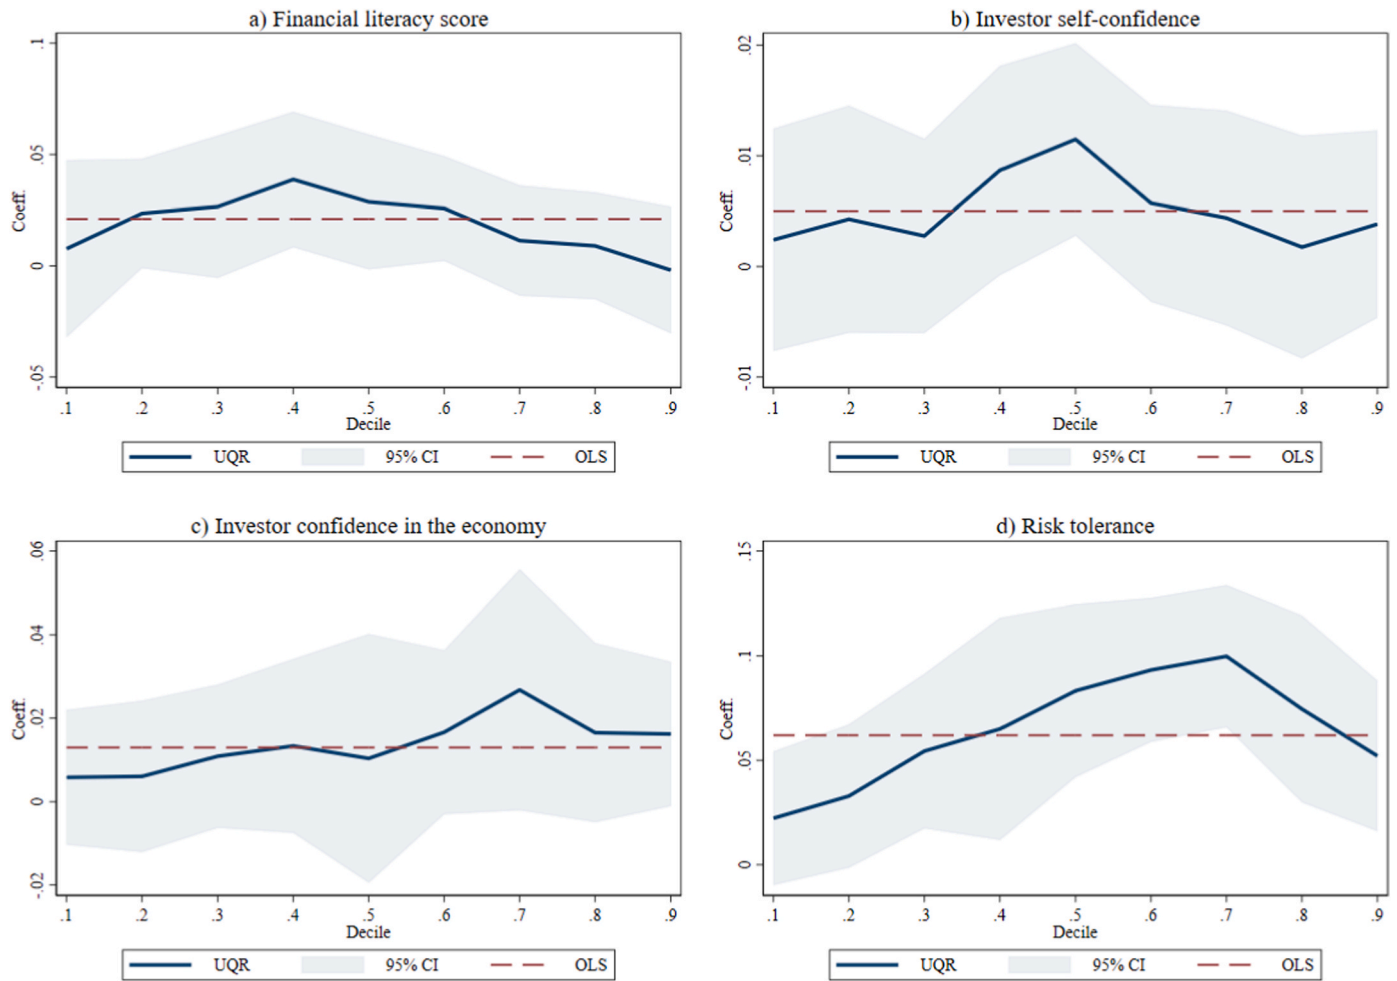 a) Financial literacy score
.1
.05
0
-.05
Coeff.
.1 .2 .3 .4 .5 .6 .7 .8 .9
Decile
UQR 95% CI OLS
b) Investor self-confidence
.02
.01
0
-.01
Coeff.
.1 .2 .3 .4 .5 .6 .7 .8 .9
Decile
UQR 95% CI OLS
c) Investor confidence in the economy
.06
.04
.02
0
-.02
Coeff.
.1 .2 .3 .4 .5 .6 .7 .8 .9
Decile
UQR 95% CI OLS
d) Risk tolerance
.15
.1
.05
0
Coeff.
.1 .2 .3 .4 .5 .6 .7 .8 .9
Decile
UQR 95% CI OLS